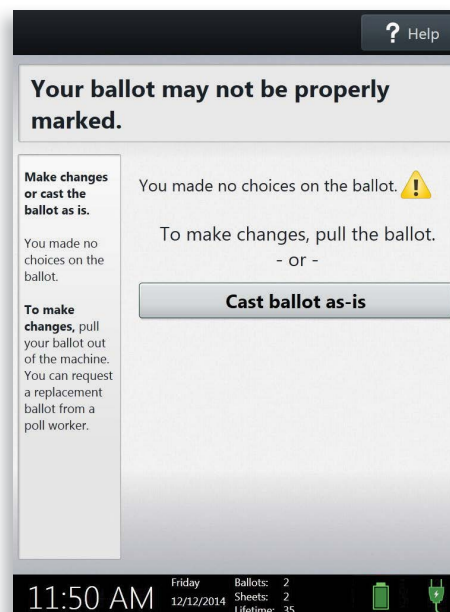 ? Help
Your ballot may not be properly
marked.
Make changes
or cast the
ballot as is.
You made no
choices on the
ballot.
To make
changes, pull
your ballot out
of the machine.
You can request
a replacement
ballot from a
poll worker.
You made no choices on the ballot.
To make changes, pull the ballot.
- or -
Cast ballot as-is
11:50 AM
Friday
12/12/2014
Ballots: 2
Sheets: 2
Lifetime: 35